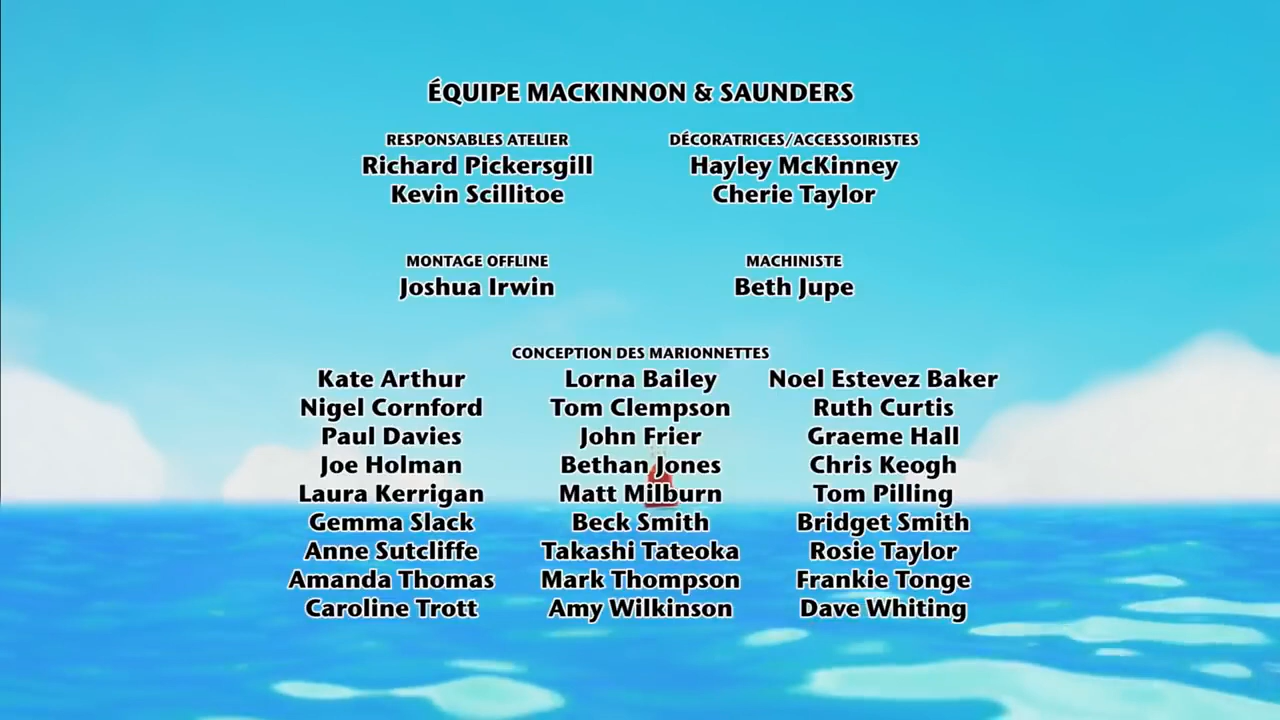 ÉQUIPE MACKINNON & SAUNDERS
RESPONSABLES ATELIER
Richard Pickersgill
Kevin Scillitoe
DÉCORATRICES/ACCESSOIRISTES
Hayley McKinney
Cherie Taylor
MONTAGE OFFLINE
Joshua Irwin
MACHINISTE
Beth Jupe
CONCEPTION DES MARIONNETTES
Kate Arthur Lorna Bailey Noel Estevez Baker
Nigel Cornford Tom Clempson Ruth Curtis
Paul Davies John Frier Graeme Hall
Joe Holman Bethan Jones Chris Keogh
Laura Kerrigan Matt Milburn Tom Pilling
Gemma Slack Beck Smith Bridget Smith
Anne Sutcliffe Takashi Tateoka Rosie Taylor
Amanda Thomas Mark Thompson Frankie Tonge
Caroline Trott Amy Wilkinson Dave Whiting